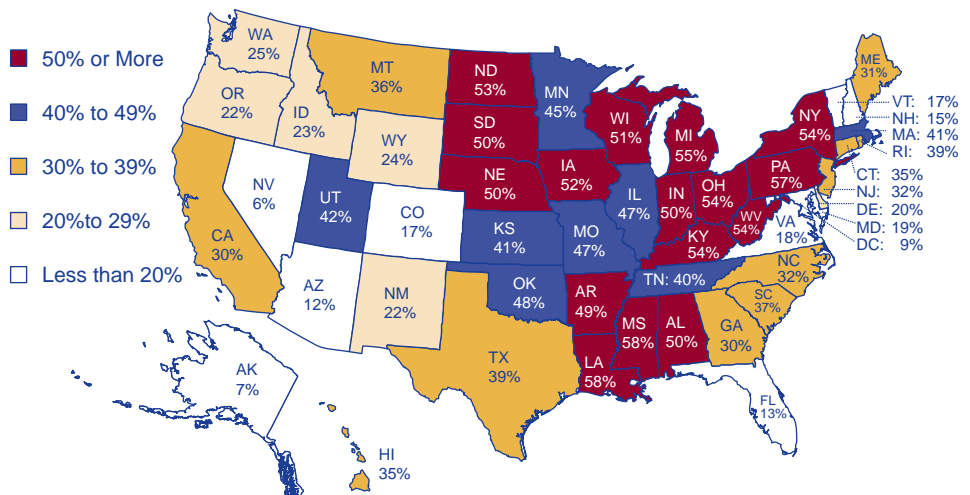 50% or More
40% to 49%
30% to 39%
20%to 29%
Less than 20%
WA
25%
OR
22%
ID
23%
MT
36%
WY
24%
NV
6%
UT
42%
CO
17%
CA
30%
AZ
12%
NM
22%
ND
53%
SD
50%
NE
50%
KS
41%
OK
48%
TX
39%
MN
45%
IA
52%
MO
47%
AR
49%
LA
58%
WI
51%
IL
47%
MI
55%
IN
50%
OH
54%
KY
54%
TN: 40%
MS
58%
AL
50%
GA
30%
FL
13%
SC
37%
NC
32%
VA
18%
WV
54%
PA
57%
NY
54%
ME
31%
VT: 17%
NH: 15%
MA: 41%
RI: 39%
CT: 35%
NJ: 32%
DE: 20%
MD: 19%
DC: 9%
AK
7%
HI
35%